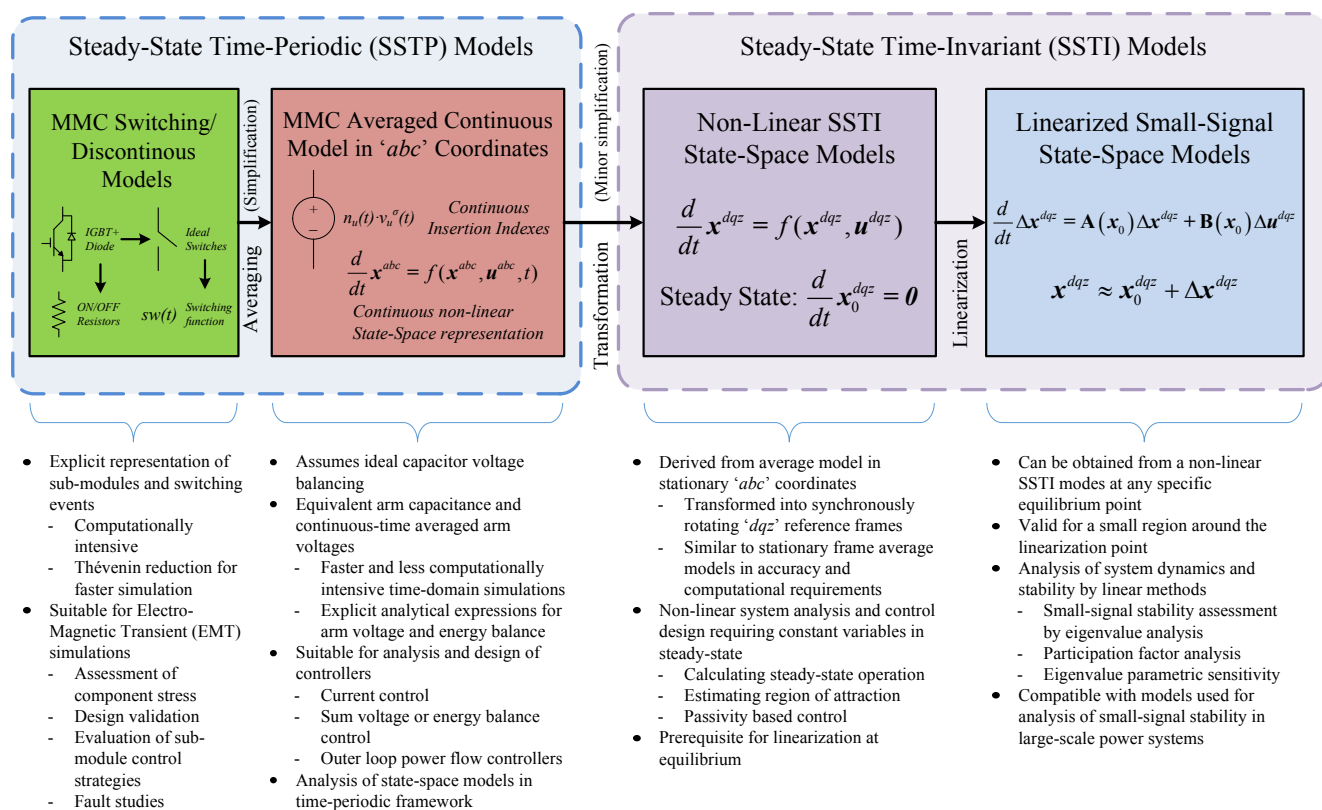 Steady-State Time-Periodic (SSTP) Models
Steady-State Time-Invariant (SSTI) Models
MMC Switching/
Discontinous
Models
IGBT+
Diode
Ideal
Switches
ON/OFF
Resistors
sw(t)
Switching
function
(Simplification)
Averaging
MMC Averaged Continuous
Model in ‘abc’ Coordinates
+
−
n_u(t)·v_u^σ(t)
Continuous
Insertion Indexes
d/dt x^{abc} = f(x^{abc}, u^{abc}, t)
Continuous non-linear
State-Space representation
(Minor simplification)
Transformation
Non-Linear SSTI
State-Space Models
d/dt x^{dqz} = f(x^{dqz}, u^{dqz})
Steady State: d/dt x_0^{dqz} = 0
Linearization
Linearized Small-Signal
State-Space Models
d/dt Δx^{dqz} = A(x_0)Δx^{dqz} + B(x_0)Δu^{dqz}
x^{dqz} ≈ x_0^{dqz} + Δx^{dqz}
• Explicit representation of
sub-modules and switching
events
- Computationally
intensive
- Thévenin reduction for
faster simulation
• Suitable for Electro-
Magnetic Transient (EMT)
simulations
- Assessment of
component stress
- Design validation
- Evaluation of sub-
module control
strategies
- Fault studies
• Assumes ideal capacitor voltage
balancing
• Equivalent arm capacitance and
continuous-time averaged arm
voltages
- Faster and less computationally
intensive time-domain simulations
- Explicit analytical expressions for
arm voltage and energy balance
• Suitable for analysis and design of
controllers
- Current control
- Sum voltage or energy balance
control
- Outer loop power flow controllers
• Analysis of state-space models in
time-periodic framework
• Derived from average model in
stationary ‘abc’ coordinates
- Transformed into synchronously
rotating ‘dqz’ reference frames
- Similar to stationary frame average
models in accuracy and
computational requirements
• Non-linear system analysis and control
design requiring constant variables in
steady-state
- Calculating steady-state operation
- Estimating region of attraction
- Passivity based control
• Prerequisite for linearization at
equilibrium
• Can be obtained from a non-linear
SSTI modes at any specific
equilibrium point
• Valid for a small region around the
linearization point
• Analysis of system dynamics and
stability by linear methods
- Small-signal stability assessment
by eigenvalue analysis
- Participation factor analysis
- Eigenvalue parametric sensitivity
• Compatible with models used for
analysis of small-signal stability in
large-scale power systems